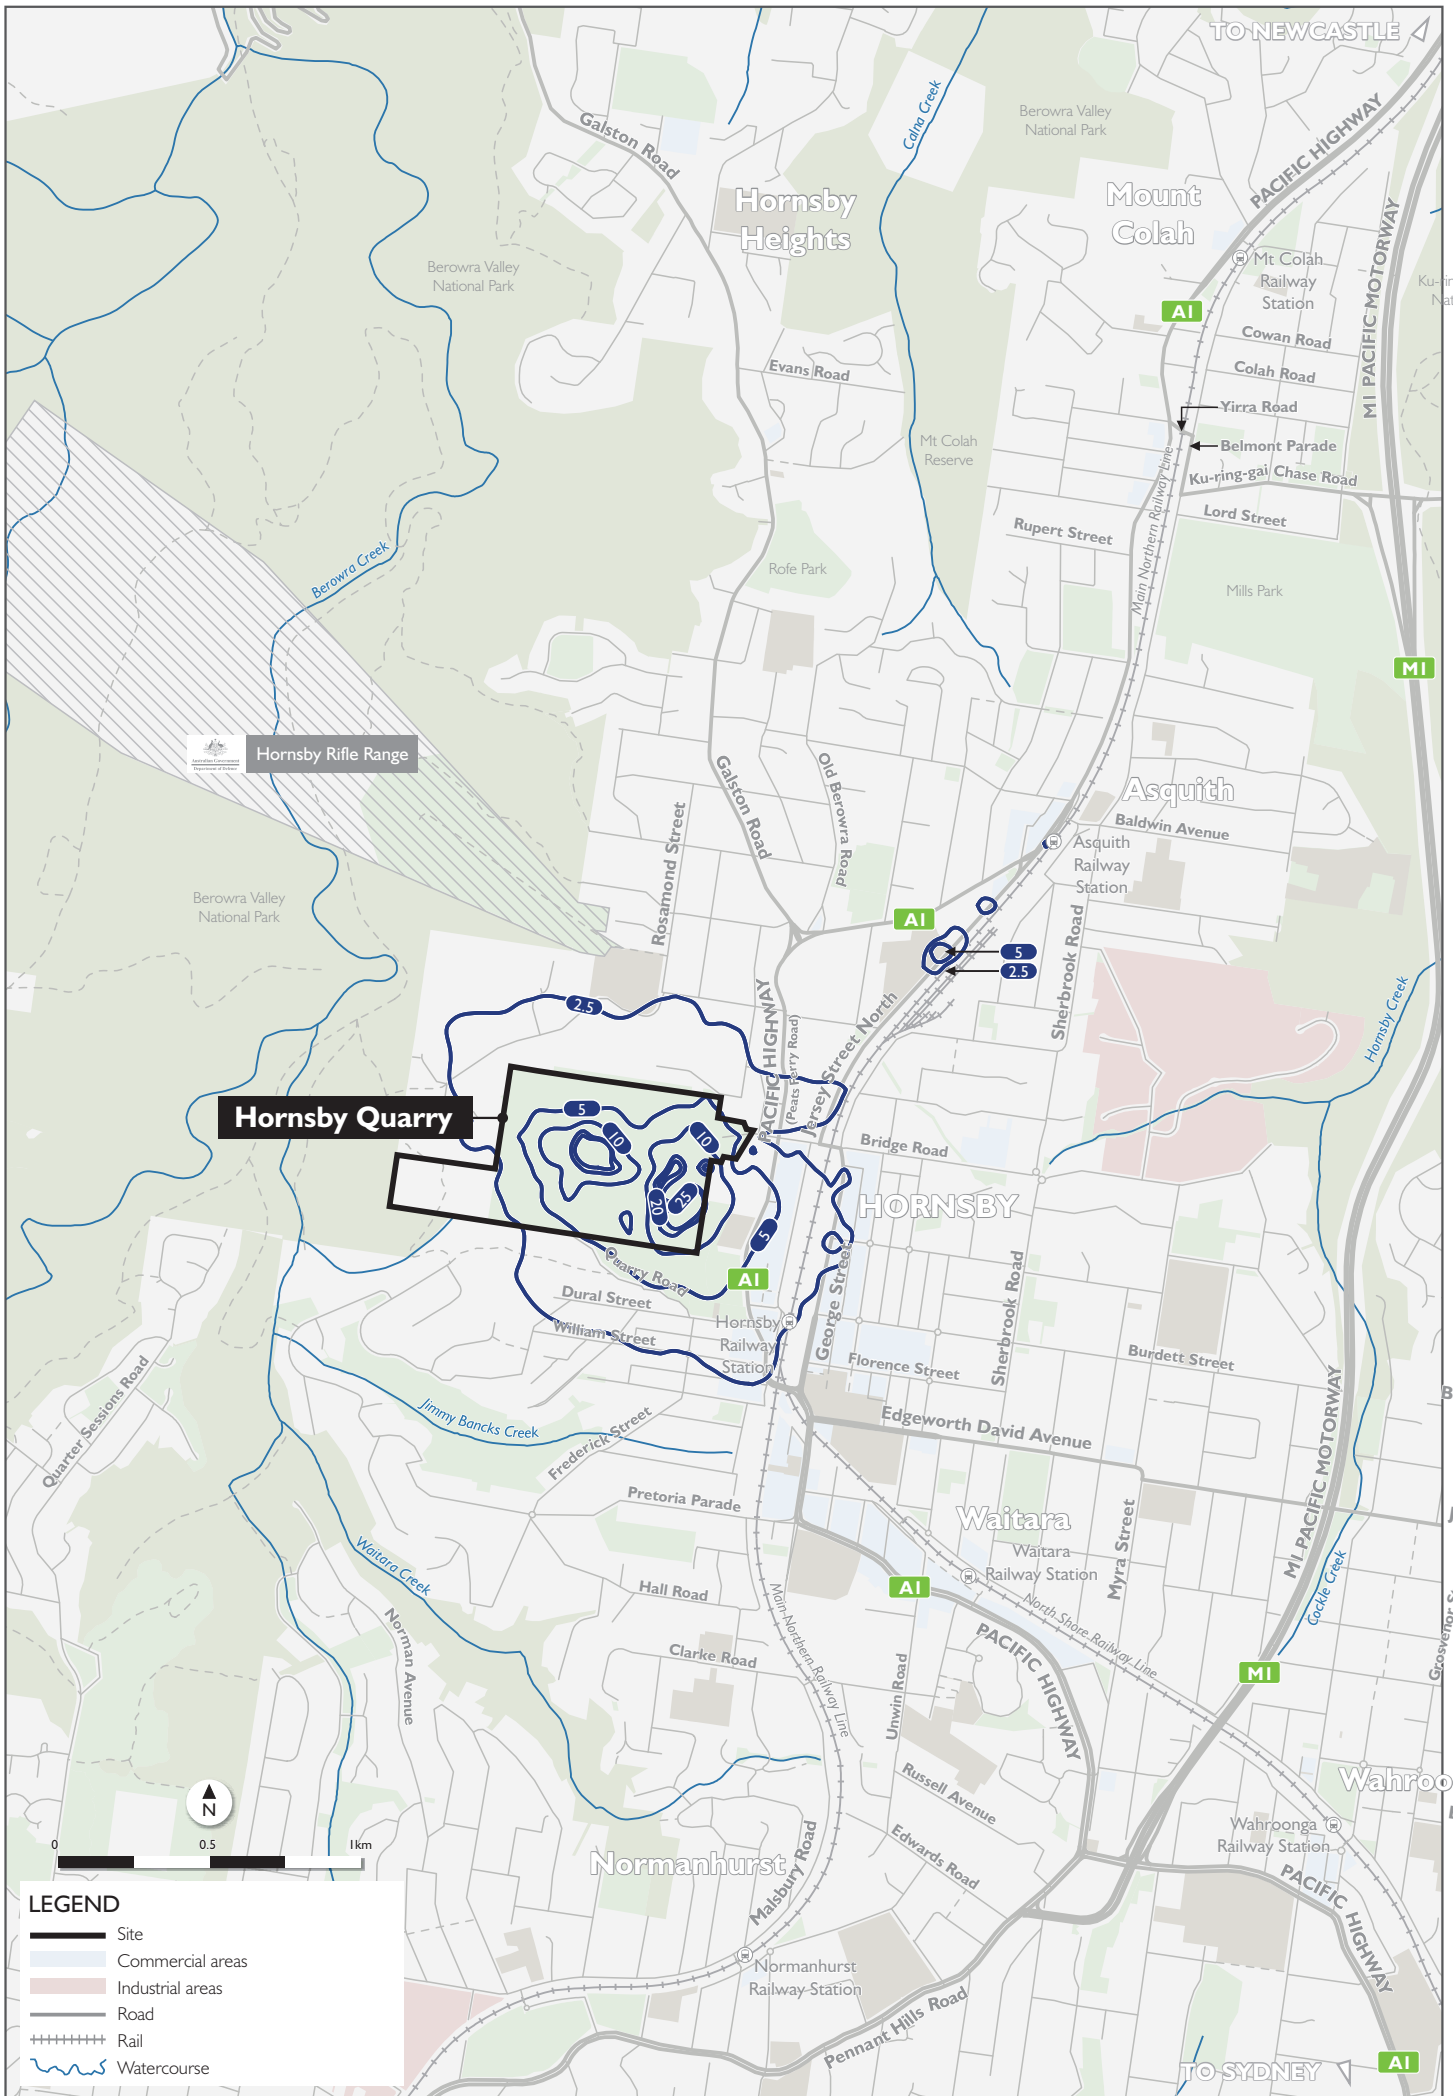 TO NEWCASTLE
Galston Road
Calna Creek
Berowra Valley
National Park
PACIFIC HIGHWAY
Hornsby
Heights
Mount
Colah
Mt Colah
Railway
Station
M1 PACIFIC MOTORWAY
Berowra Valley
National Park
A1
Cowan Road
Evans Road
Colah Road
Yirra Road
Belmont Parade
Mt Colah
Reserve
Ku-ring-gai Chase Road
Lord Street
Rupert Street
Main Northern Railway Line
Berowra Creek
Rofe Park
Mills Park
M1
Australian Government
Department of Defence
Hornsby Rifle Range
Galston Road
Old Berowra Road
Rosamond Street
Asquith
Baldwin Avenue
Asquith
Railway
Station
Berowra Valley
National Park
A1
Sherbrook Road
5
2.5
2.5
PACIFIC HIGHWAY
(Peats Ferry Road)
Jersey Street North
Hornsby Creek
Hornsby Quarry
5
10
10
20
25
5
Bridge Road
HORNSBY
Quarry Road
A1
Dural Street
William Street
Hornsby
Railway
Station
George Street
Sherbrook Road
Florence Street
Burdett Street
Quarter Sessions Road
Jimmy Bancks Creek
Frederick Street
Edgeworth David Avenue
M1 PACIFIC MOTORWAY
Pretoria Parade
Waitara
Waitara
Railway Station
Myra Street
Waitara Creek
Hall Road
A1
North Shore Railway Line
Cockle Creek
Main Northern Railway Line
Norman Avenue
Clarke Road
PACIFIC HIGHWAY
Unwin Road
M1
Grosvenor S
Russell Avenue
Wahroo
Wahroonga
Railway Station
N
0
0.5
1km
Edwards Road
Normanhurst
Malsbury Road
PACIFIC HIGHWAY
Normanhurst
Railway Station
Pennant Hills Road
LEGEND
Site
Commercial areas
Industrial areas
Road
Rail
Watercourse
TO SYDNEY
A1